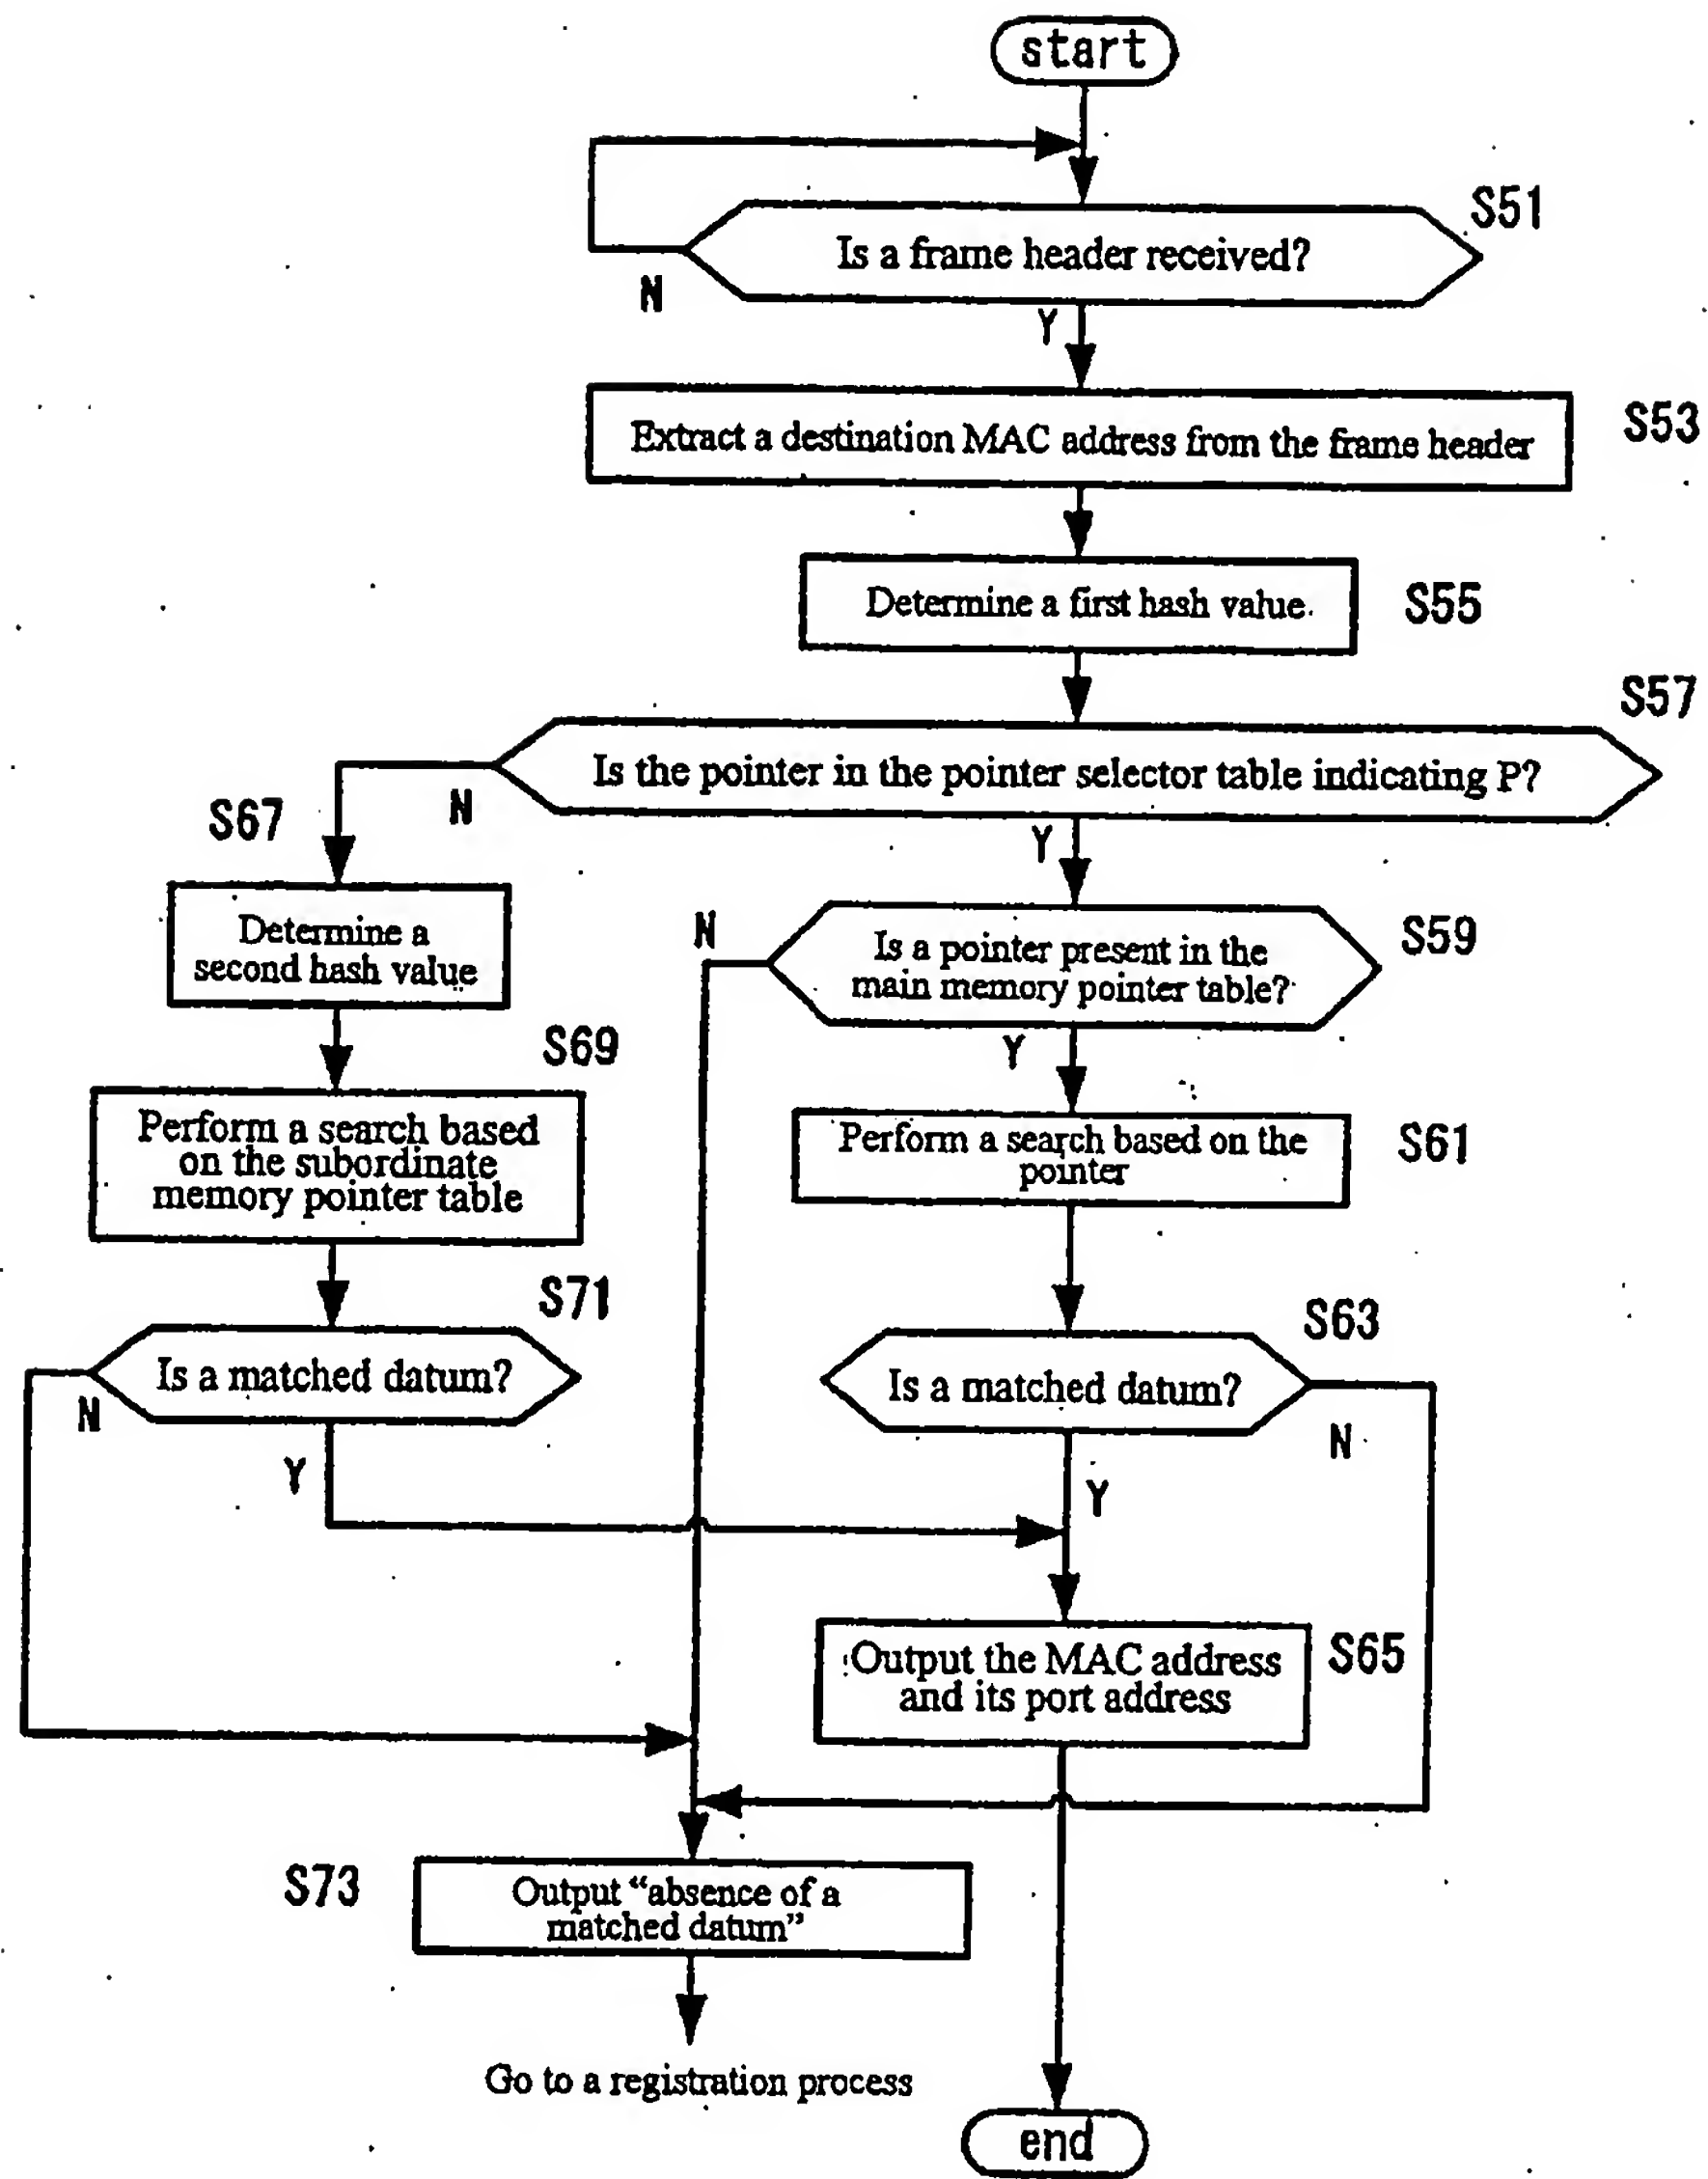 start
S51
Is a frame header received?
N
Y
S53
Extract a destination MAC address from the frame header
Determine a first hash value.
S55
S57
Is the pointer in the pointer selector table indicating P?
N
Y
S67
Determine a
second hash value
N
S59
Is a pointer present in the
main memory pointer table?
Y
S69
Perform a search based
on the subordinate
memory pointer table
Perform a search based on the
pointer
S61
S71
Is a matched datum?
N
Y
S63
Is a matched datum?
N
Y
Output the MAC address
and its port address
S65
S73
Output “absence of a
matched datum”
Go to a registration process
end